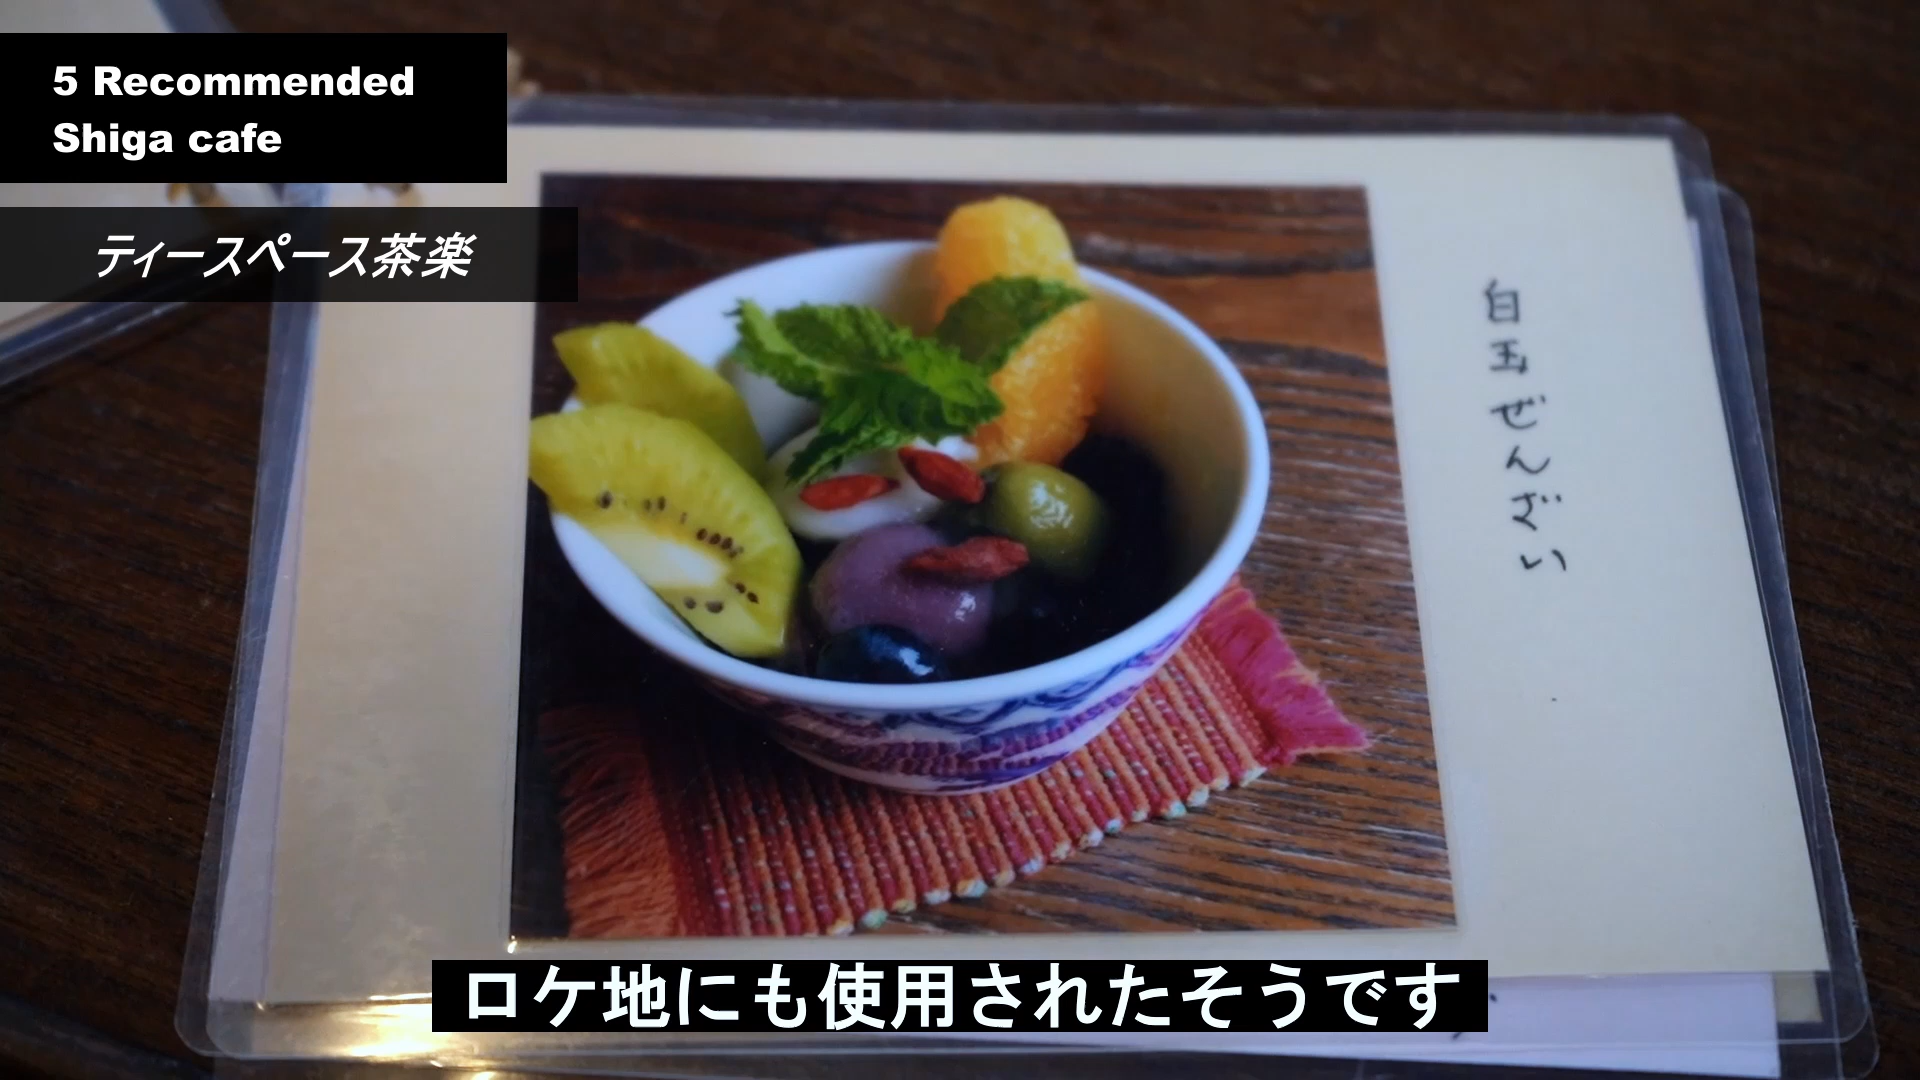 5 Recommended
Shiga cafe
ティースペース茶楽
白玉ぜんざい
ロケ地にも使用されたそうです